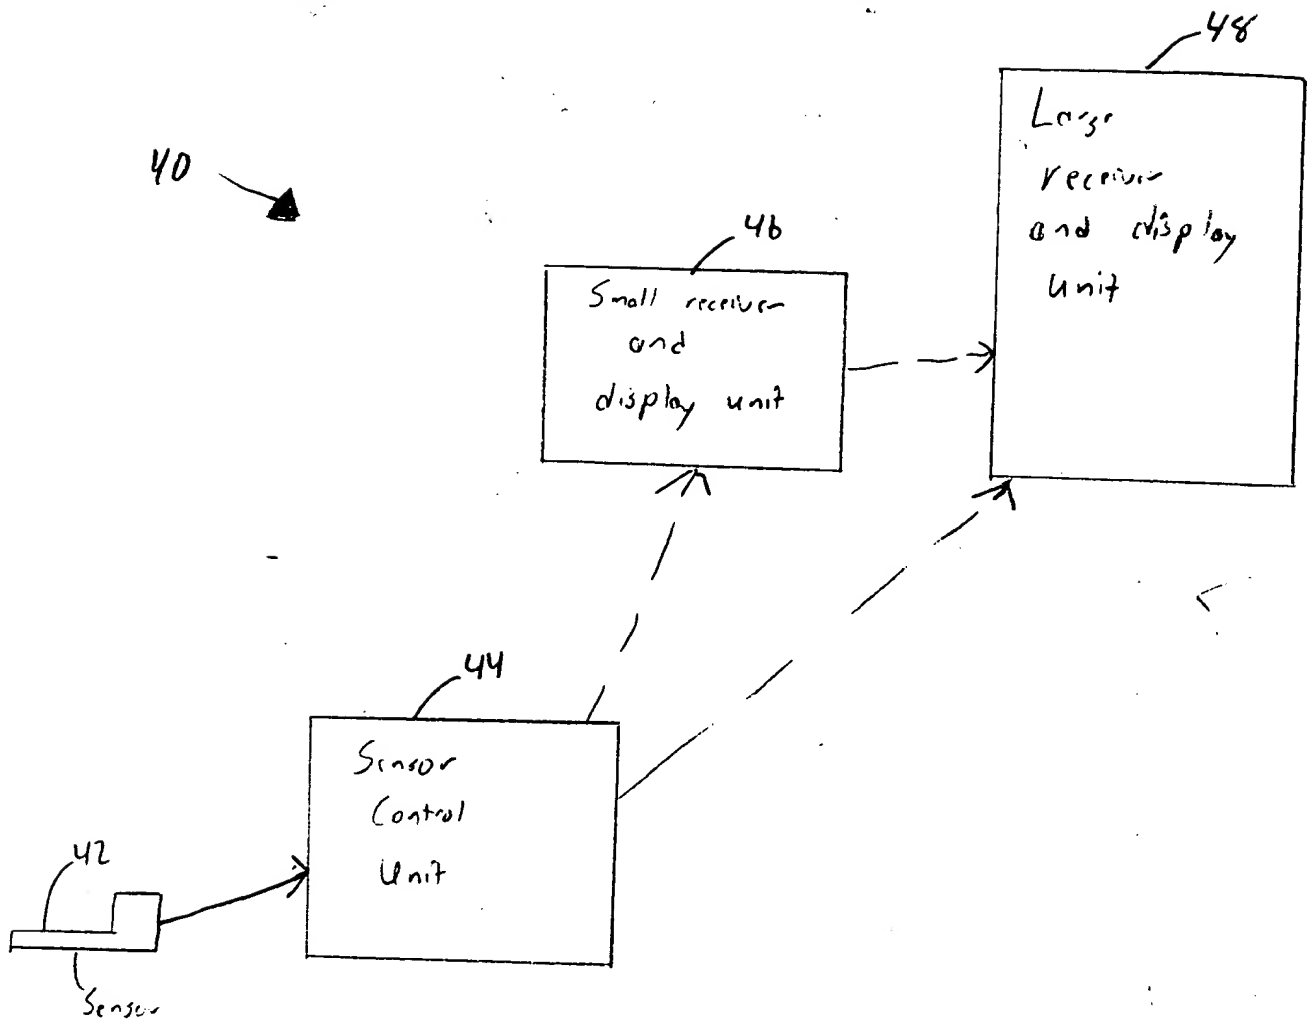 48
Large
receiver
and display
unit
40
46
Small receiver
and
display unit
44
Sensor
Control
Unit
42
Sensor